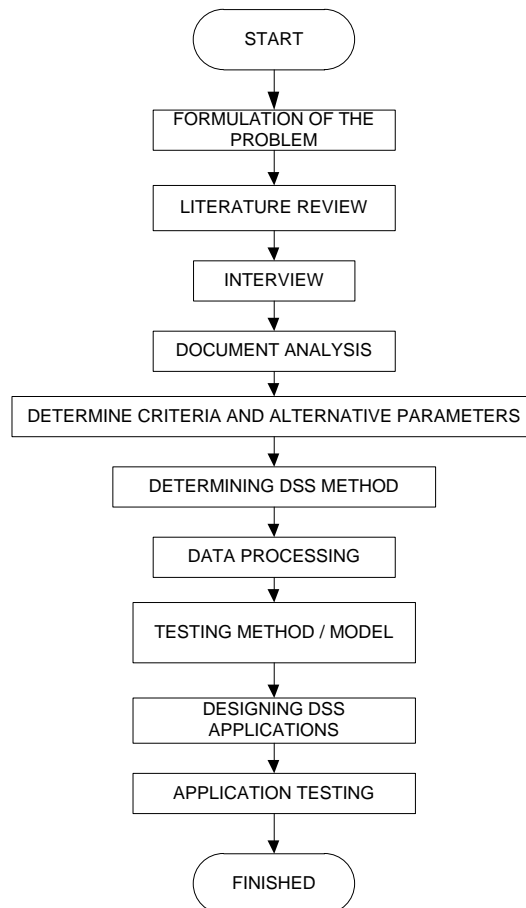 START
FORMULATION OF THE
PROBLEM
LITERATURE REVIEW
INTERVIEW
DOCUMENT ANALYSIS
DETERMINE CRITERIA AND ALTERNATIVE PARAMETERS
DETERMINING DSS METHOD
DATA PROCESSING
TESTING METHOD / MODEL
DESIGNING DSS
APPLICATIONS
APPLICATION TESTING
FINISHED